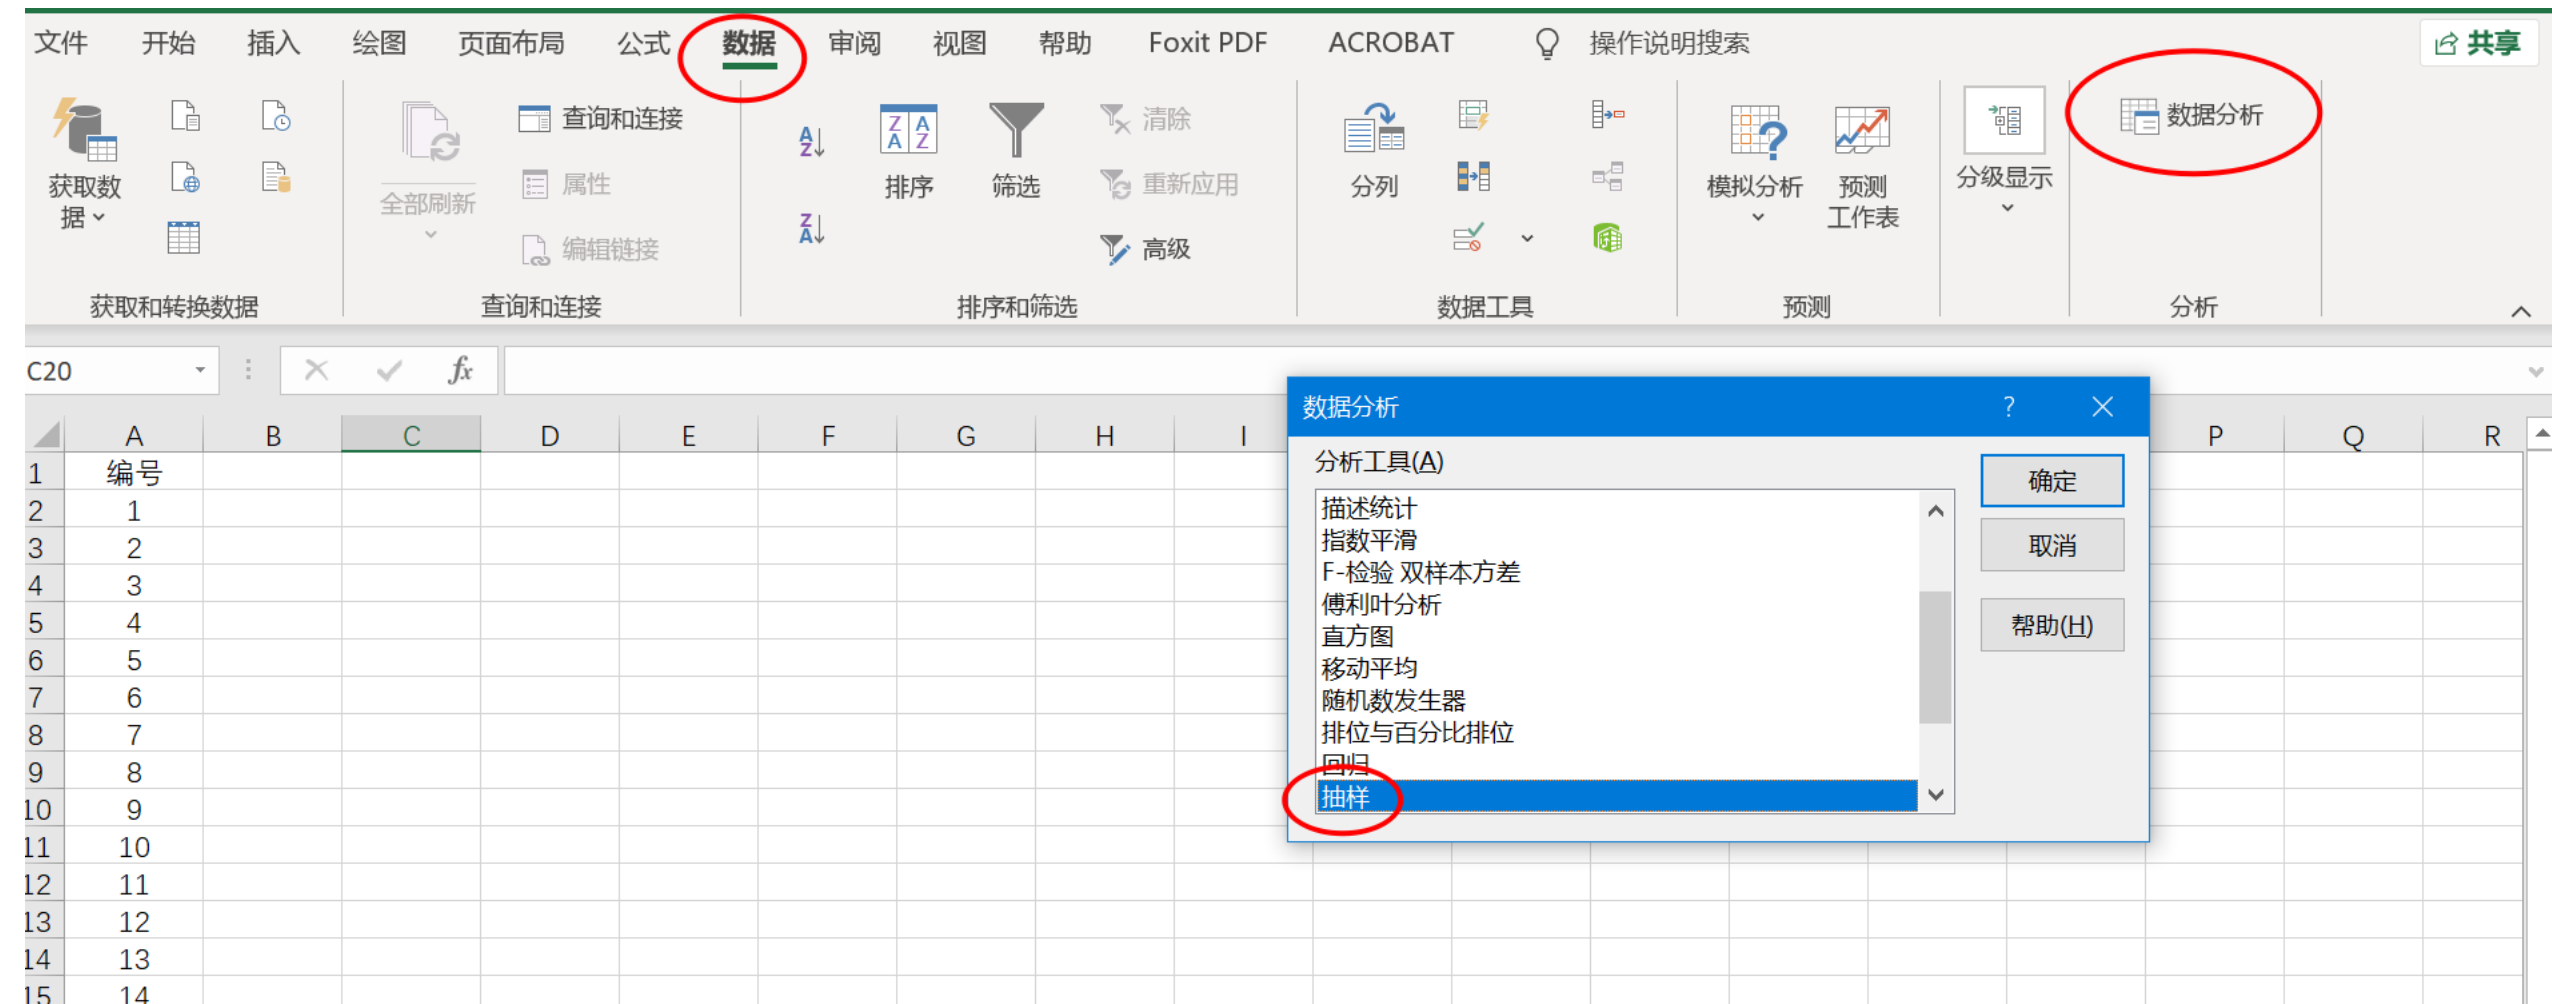 文件 开始 插入 绘图 页面布局 公式 数据 审阅 视图 帮助 Foxit PDF ACROBAT 操作说明搜索 共享
获取数据
全部刷新
查询和连接
属性
编辑链接
排序
筛选
清除
重新应用
高级
分列
模拟分析
预测
工作表
分级显示
数据分析
获取和转换数据 查询和连接 排序和筛选 数据工具 预测 分析
C20 fx
数据分析 ?
A B C D E F G H I P Q R
分析工具(A)
描述统计
指数平滑
F-检验 双样本方差
傅利叶分析
直方图
移动平均
随机数发生器
排位与百分比排位
回归
抽样
确定
取消
帮助(H)
1 编号
2 1
3 2
4 3
5 4
6 5
7 6
8 7
9 8
10 9
11 10
12 11
13 12
14 13
15 14